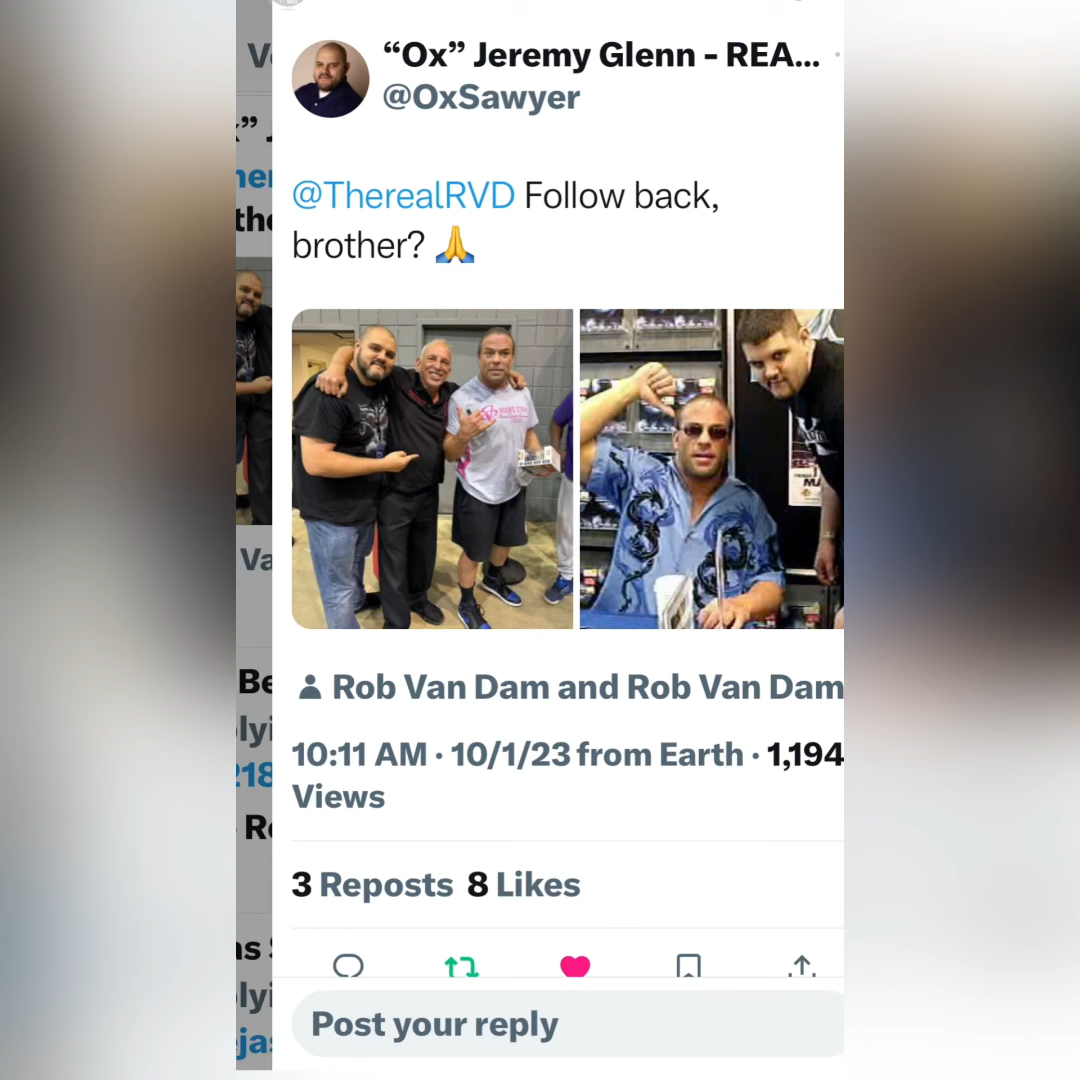 “Ox” Jeremy Glenn - REA...
@OxSawyer
@TherealRVD Follow back,
brother? 🙏
Rob Van Dam and Rob Van Dam
10:11 AM · 10/1/23 from Earth · 1,194
Views
3 Reposts 8 Likes
Post your reply